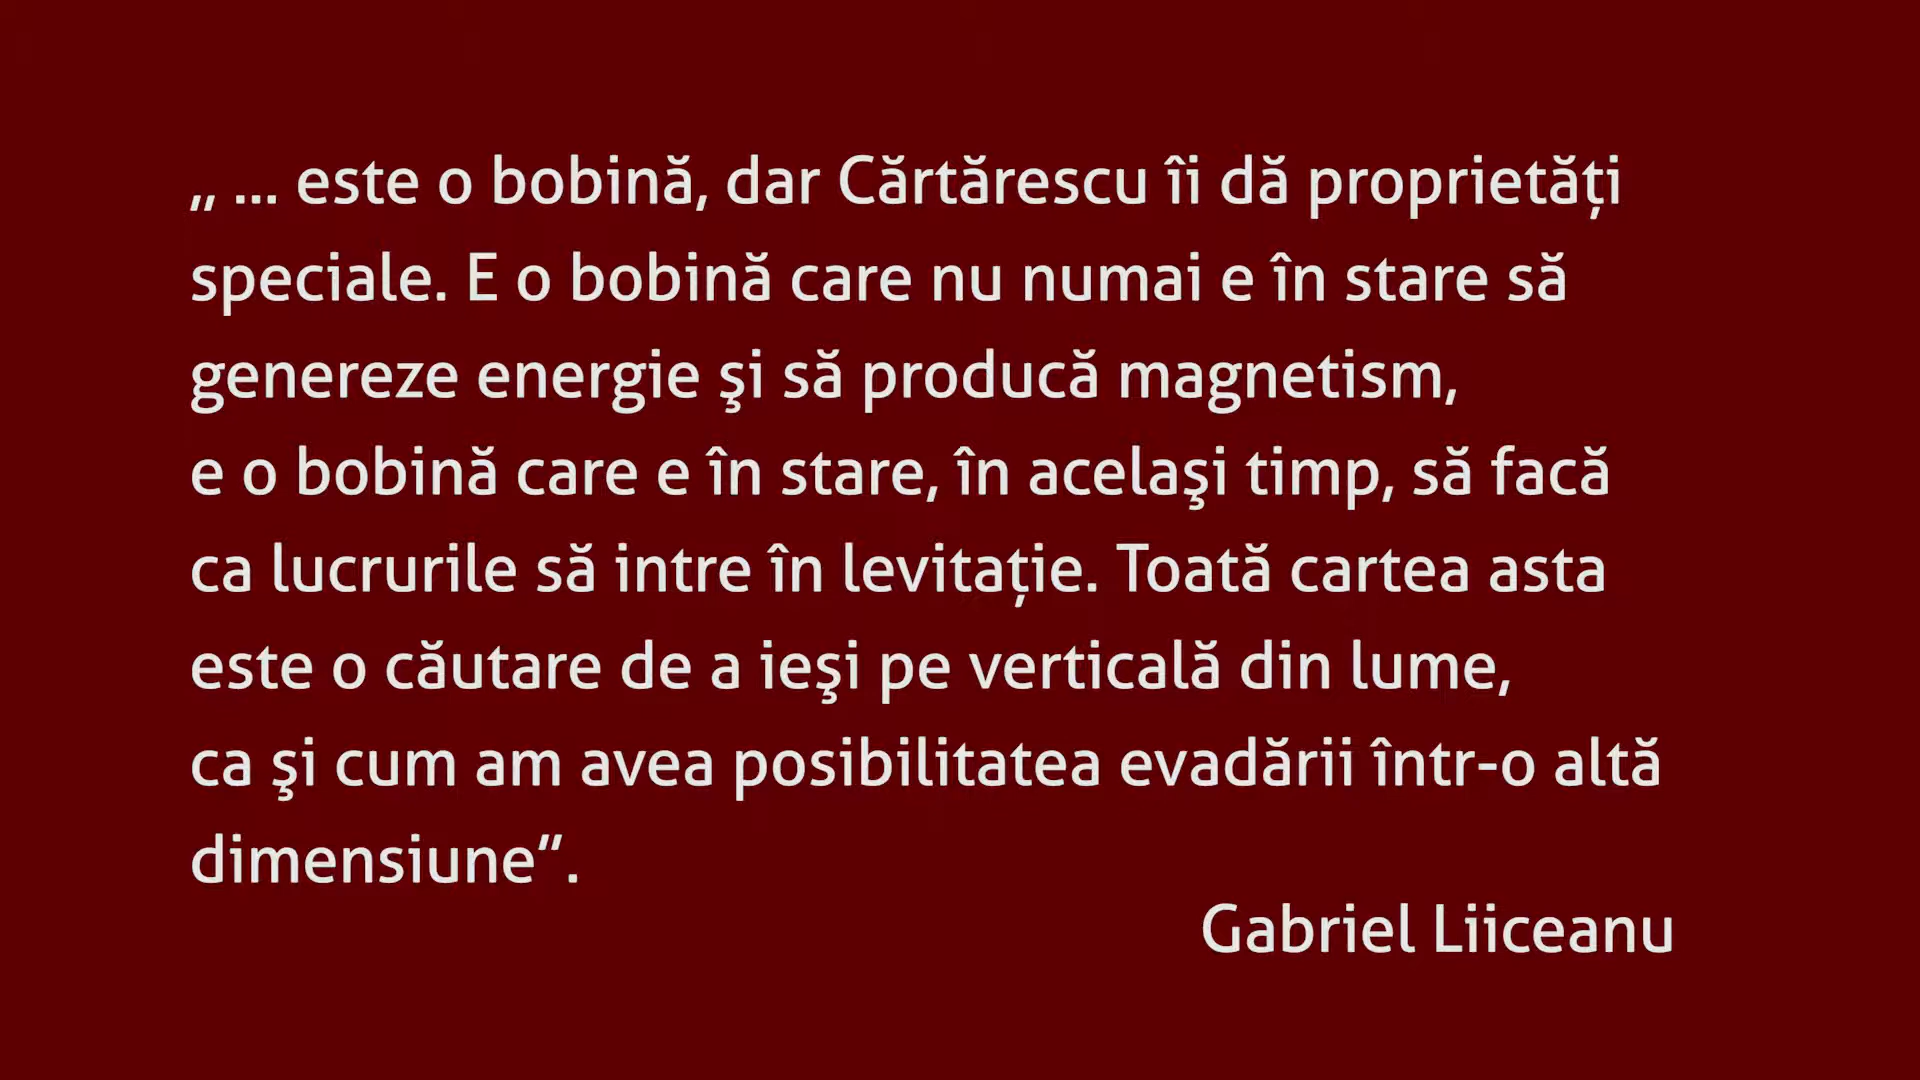 „ ... este o bobină, dar Cărtărescu îi dă proprietăți
speciale. E o bobină care nu numai e în stare să
genereze energie şi să producă magnetism,
e o bobină care e în stare, în acelaşi timp, să facă
ca lucrurile să intre în levitație. Toată cartea asta
este o căutare de a ieşi pe verticală din lume,
ca şi cum am avea posibilitatea evadării într-o altă
dimensiune”.
Gabriel Liiceanu